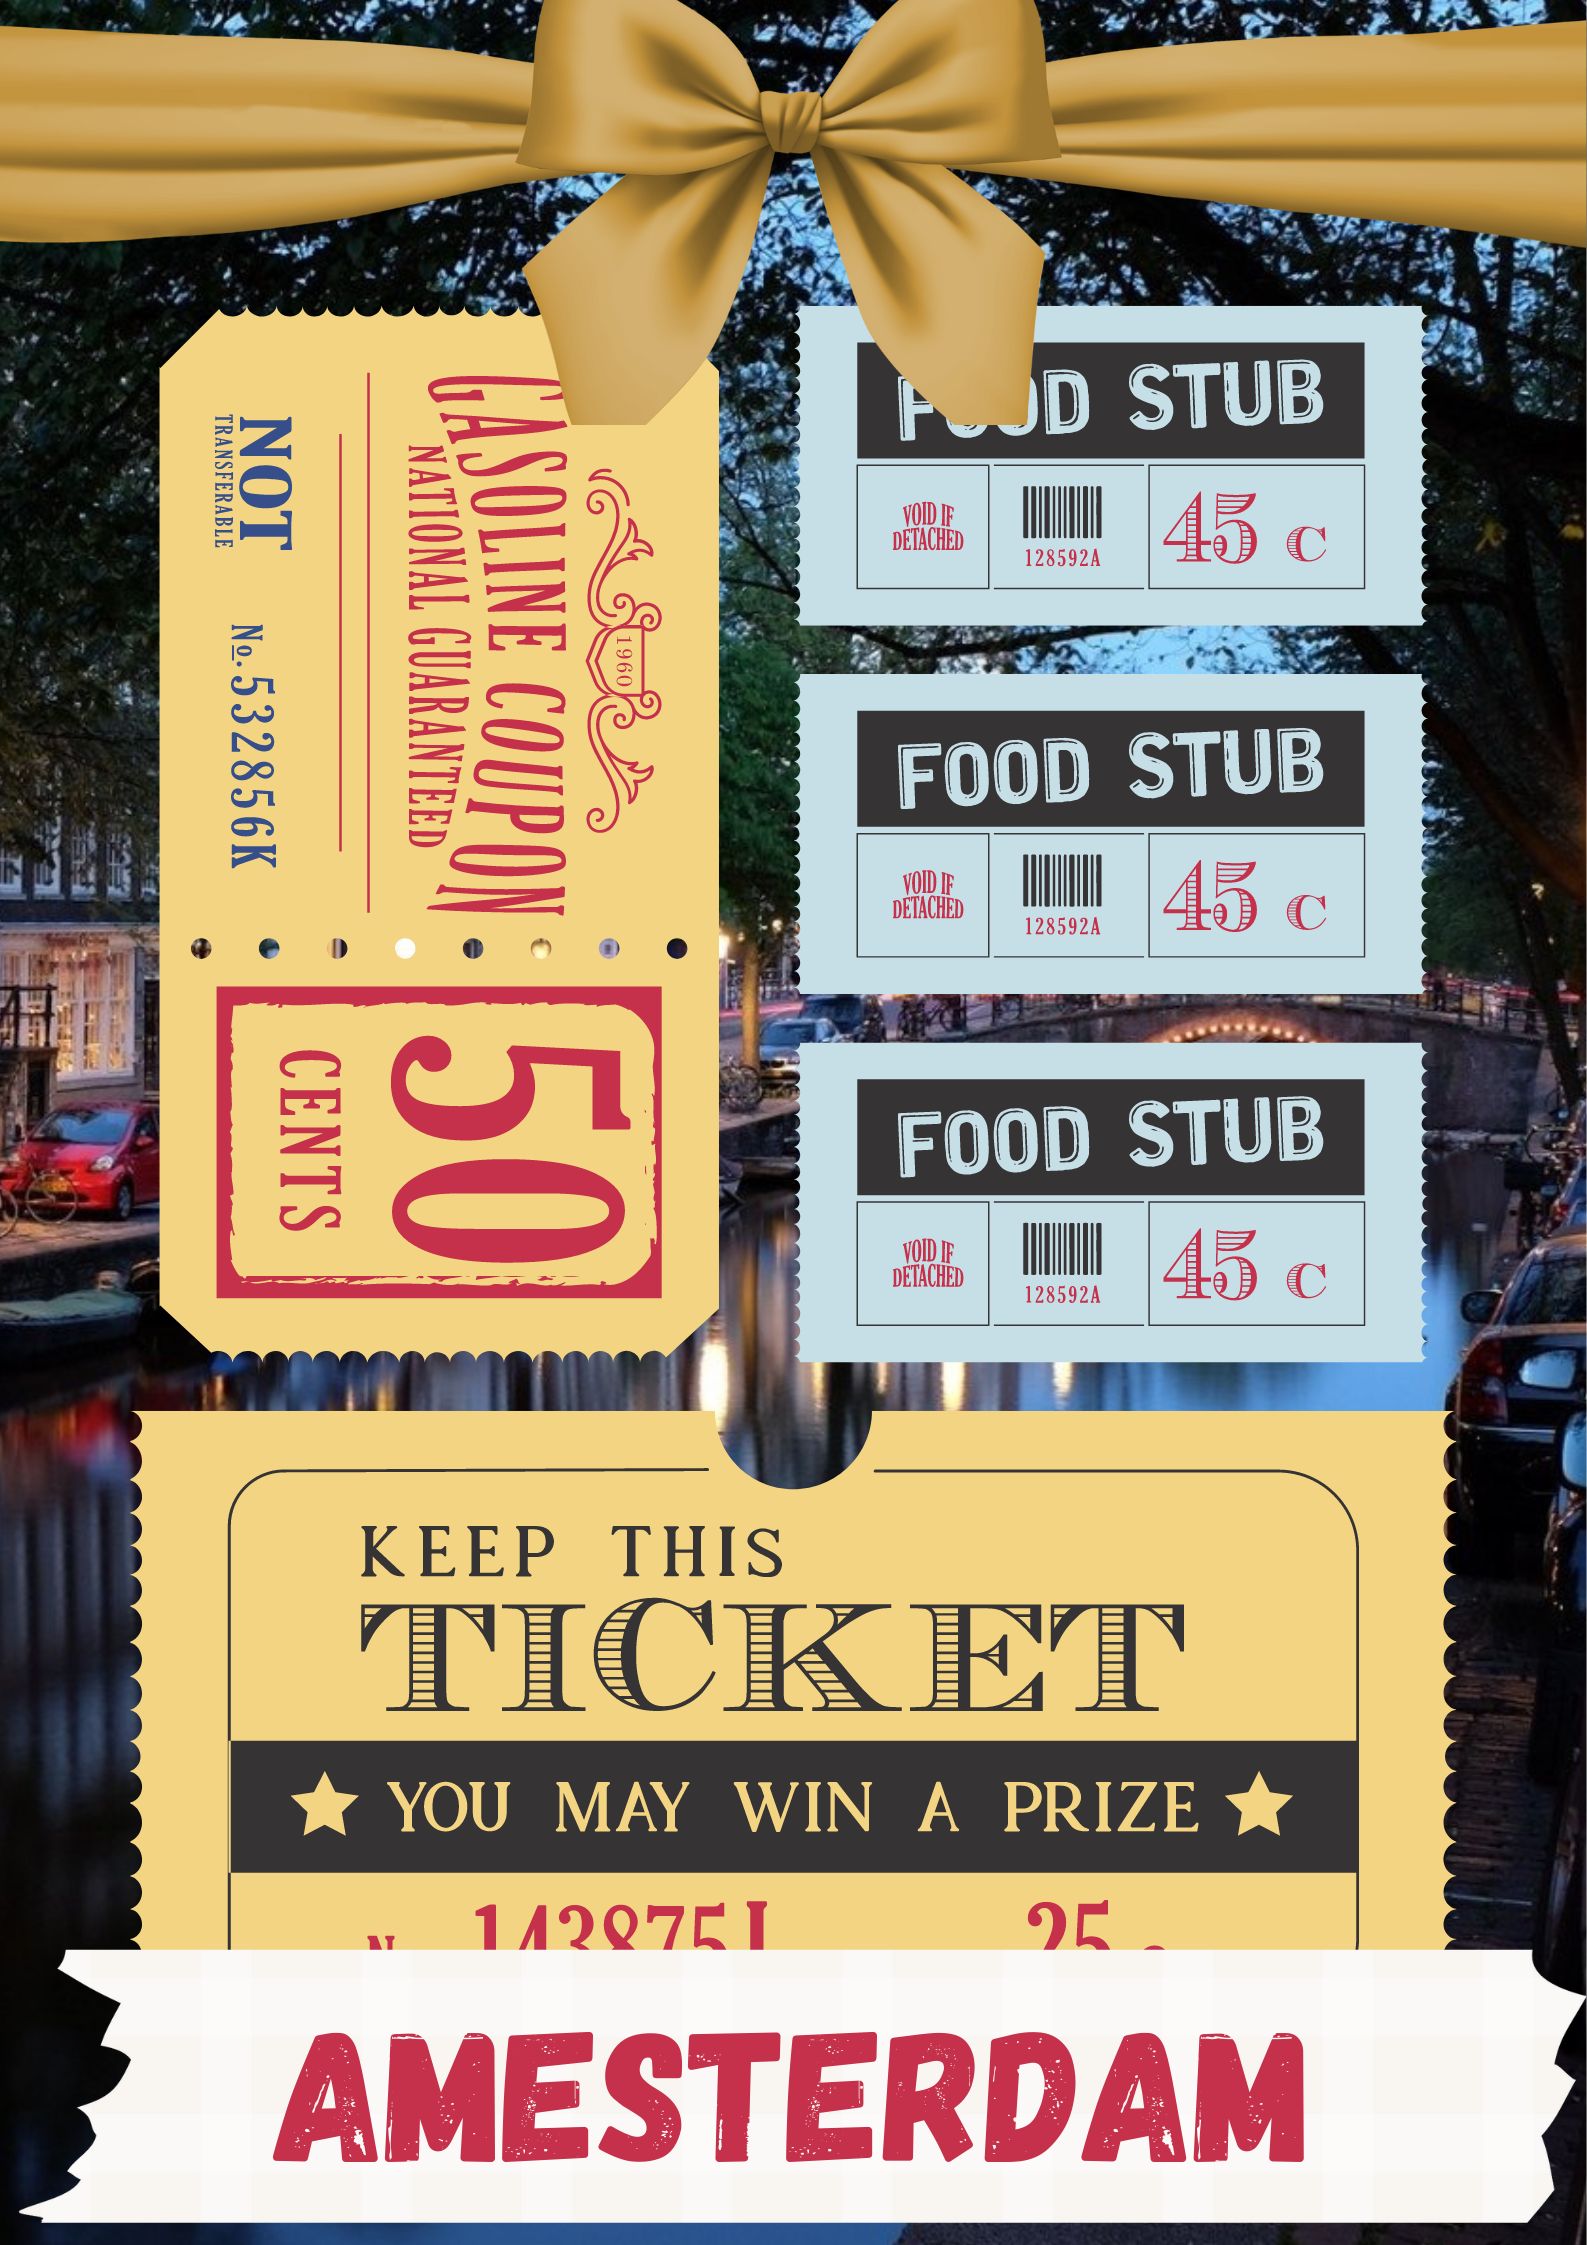 GASOLINE COUPON
NATIONAL GUARANTEED
1960
NOT
TRANSFERABLE
No. 532856K
50
CENTS
FOOD STUB
VOID IF
DETACHED
128592A
45 C
FOOD STUB
VOID IF
DETACHED
128592A
45 C
FOOD STUB
VOID IF
DETACHED
128592A
45 C
KEEP THIS
TICKET
YOU MAY WIN A PRIZE
143875 25
AMESTERDAM